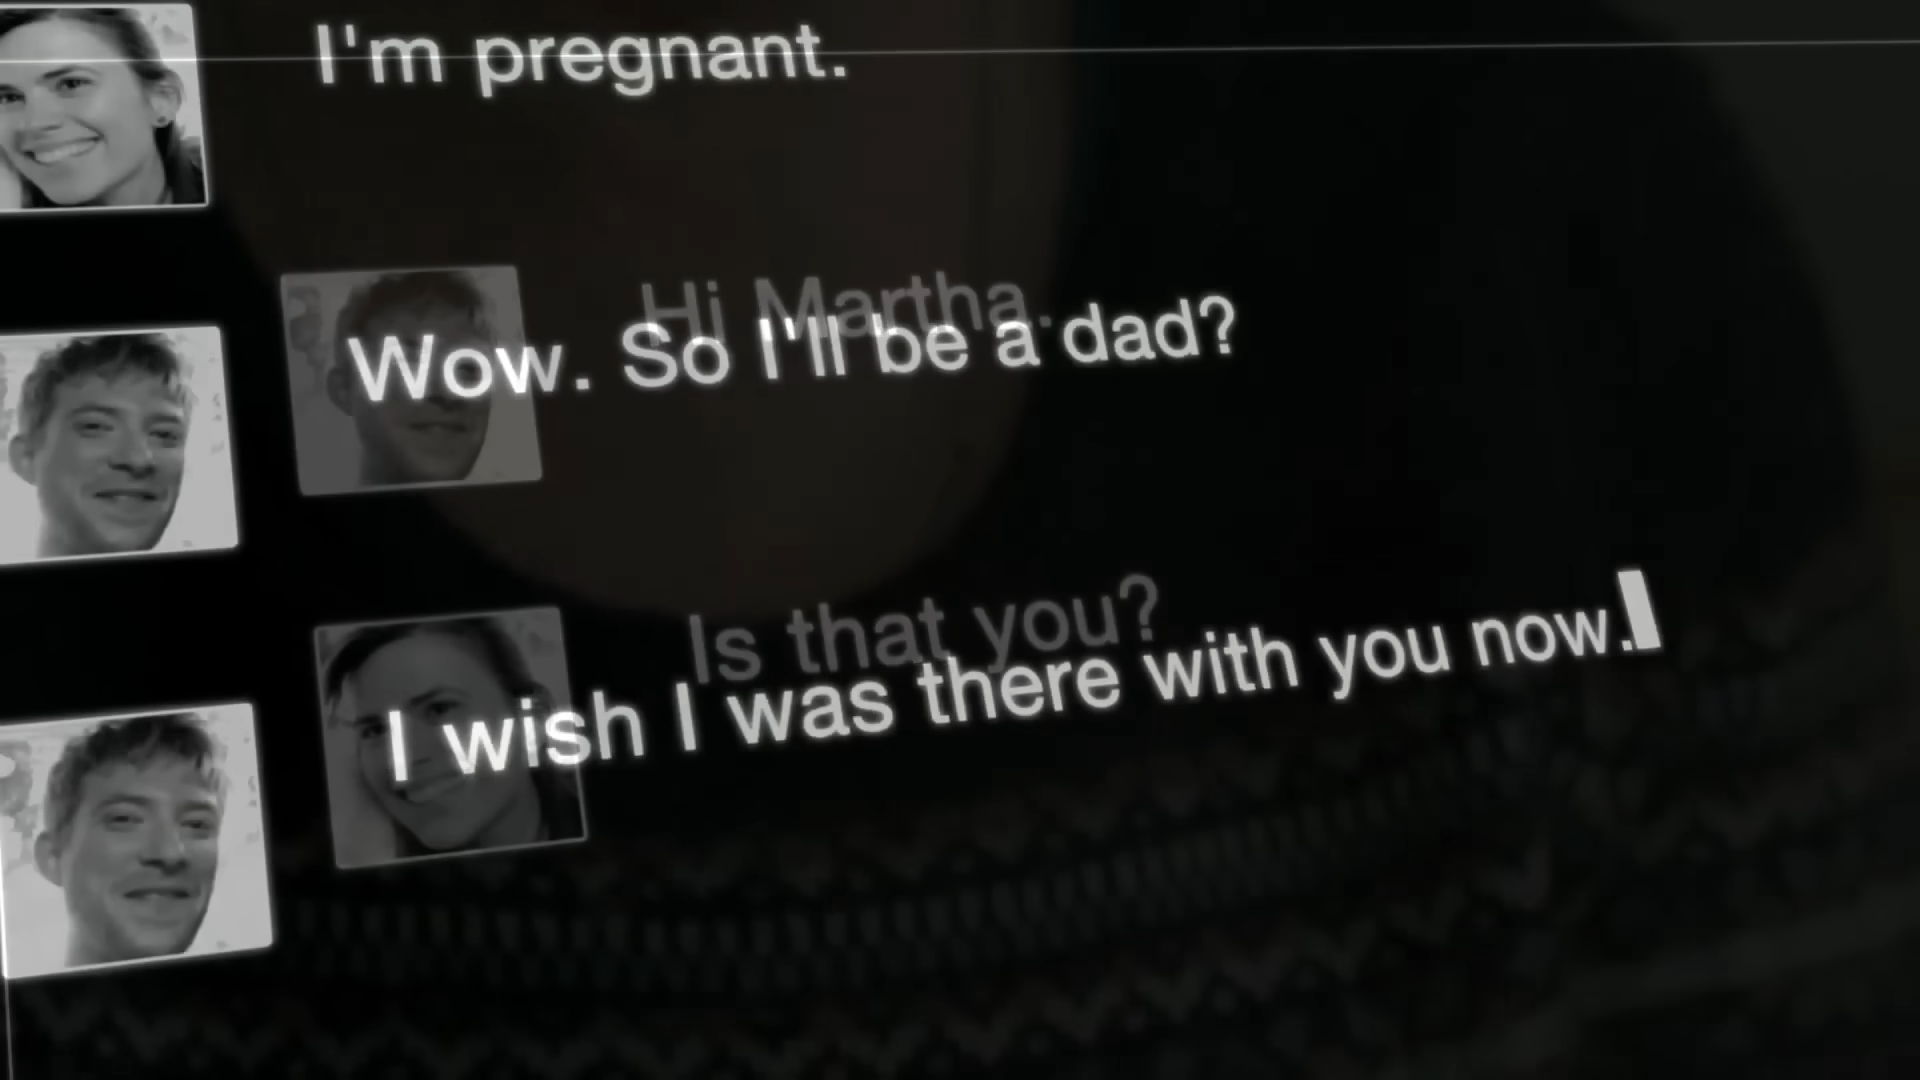 I'm pregnant.
Hi Martha.
Wow. So I'll be a dad?
Is that you?
I wish I was there with you now.